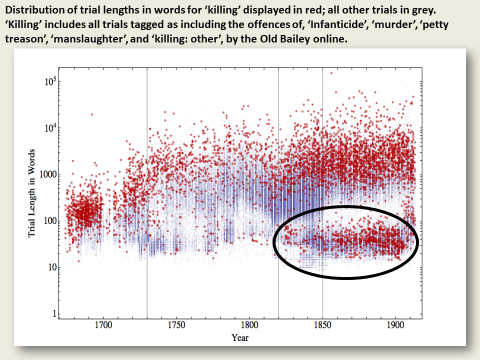 Distribution of trial lengths in words for ‘killing’ displayed in red; all other trials in grey.
‘Killing’ includes all trials tagged as including the offences of, ‘Infanticide’, ‘murder’, ‘petty
treason’, ‘manslaughter’, and ‘killing: other’, by the Old Bailey online.
10⁵
10⁴
1000
100
10
1
Trial Length in Words
1700 1750 1800 1850 1900
Year